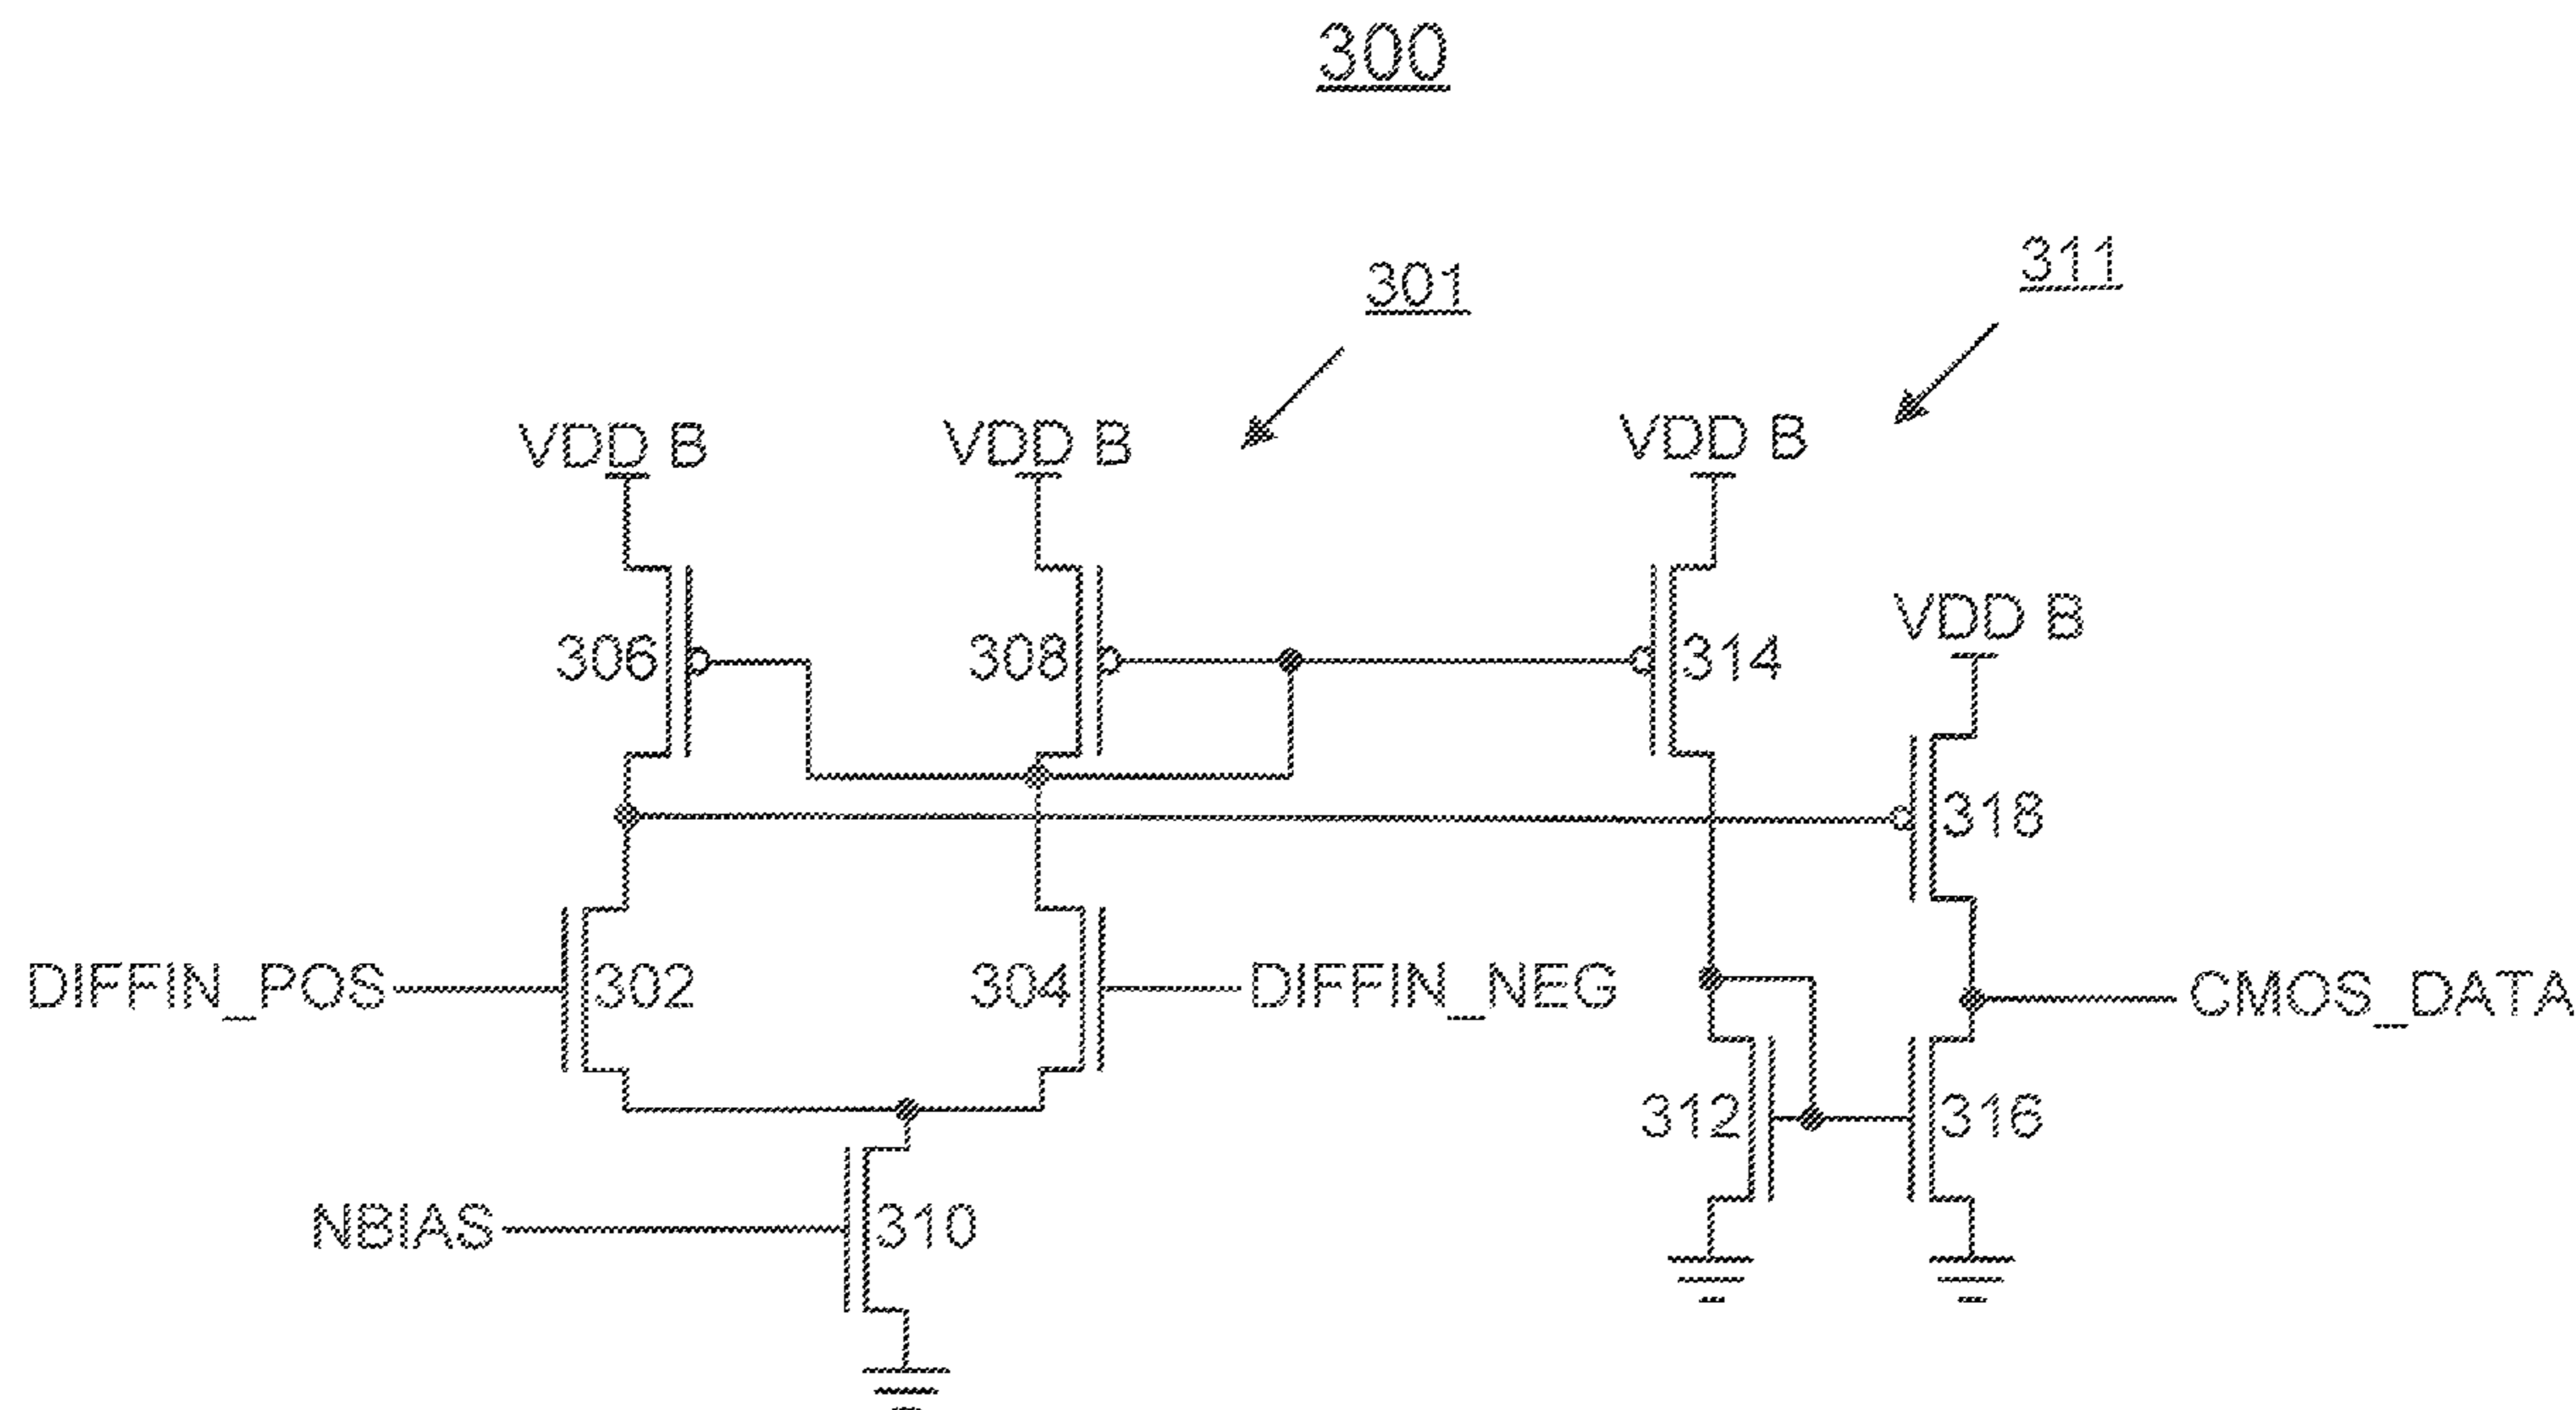 300
301
311
VDD B
VDD B
VDD B
VDD B
306
308
314
318
DIFFIN_POS
302
304
DIFFIN_NEG
CMOS_DATA
312
316
NBIAS
310